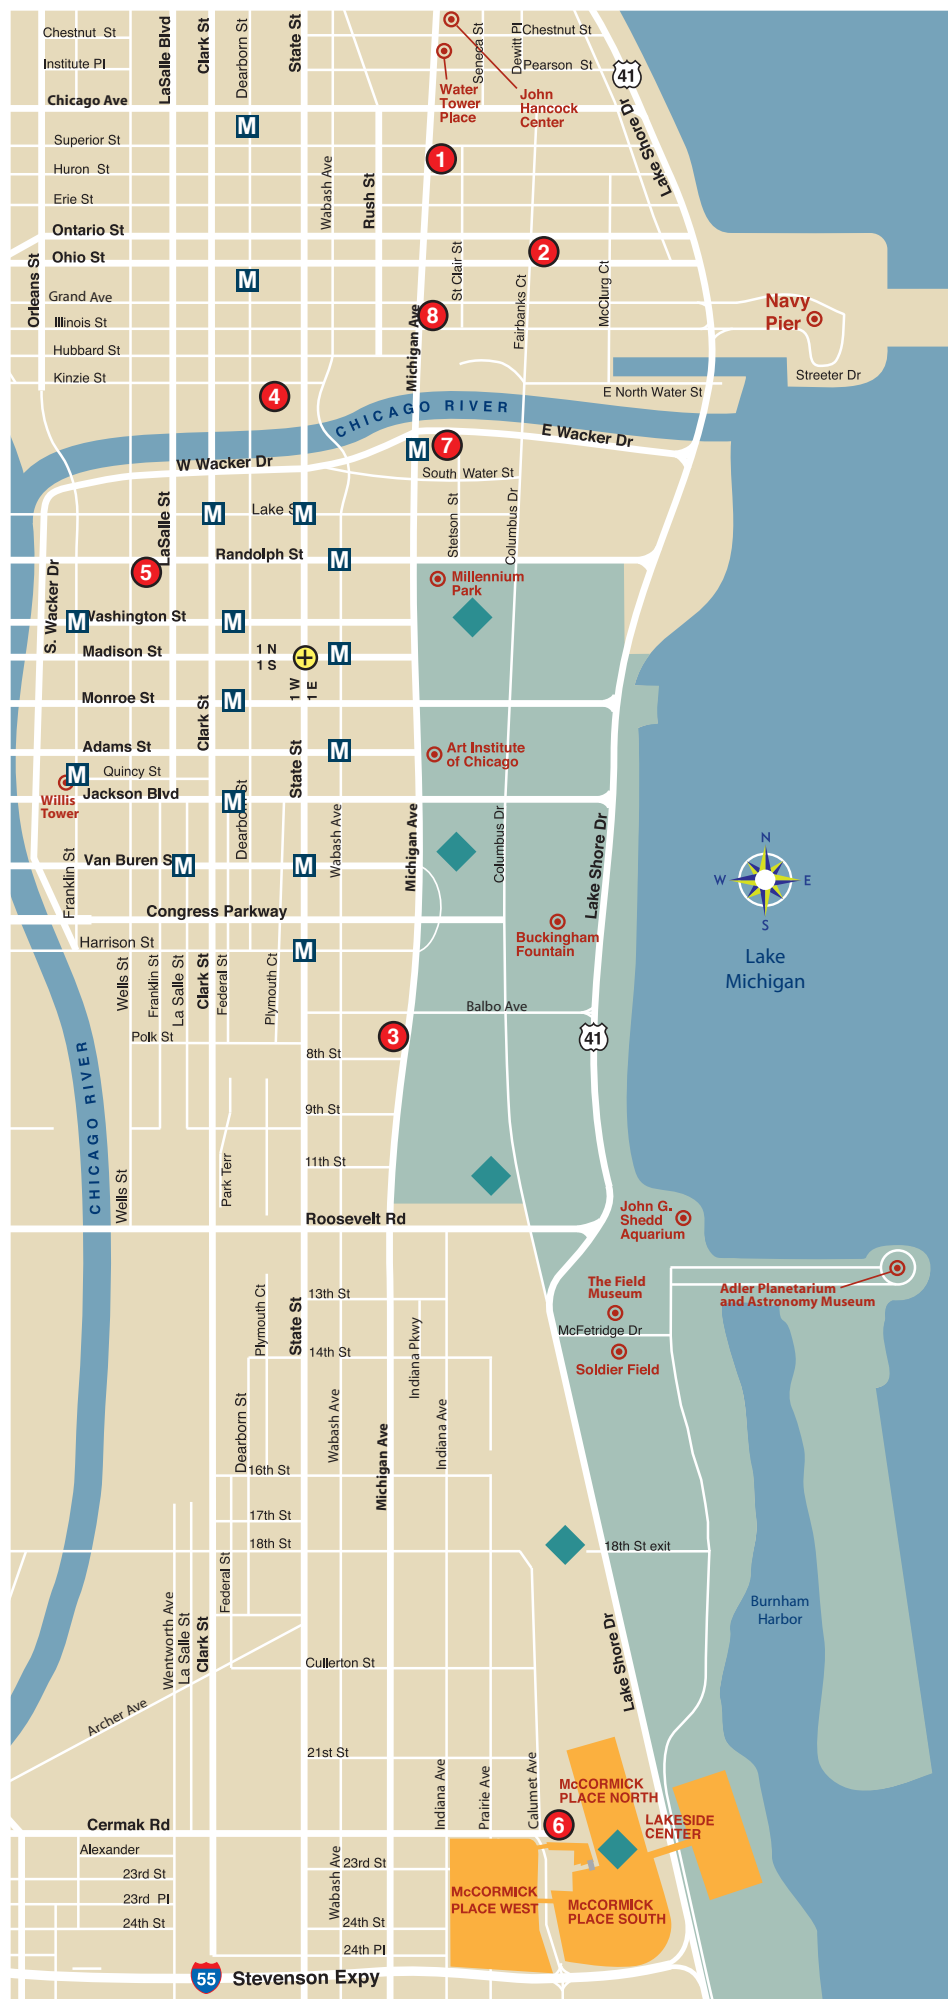 Chestnut St
Institute Pl
LaSalle Blvd
Clark St
Dearborn St
State St
Seneca St
Dewitt Pl
Chestnut St
Pearson St
41
Chicago Ave
Water
Tower
Place
John
Hancock
Center
Lake Shore Dr
M
Superior St
Huron St
Erie St
Wabash Ave
Rush St
1
Ontario St
Ohio St
Orleans St
M
2
St Clair St
Fairbanks Ct
McClurg Ct
Grand Ave
Illinois St
Hubbard St
Kinzie St
Michigan Ave
8
Navy
Pier
Streeter Dr
E North Water St
4
CHICAGO RIVER
W Wacker Dr
M
7
E Wacker Dr
South Water St
LaSalle St
M
Lake S
M
Stetson St
Columbus Dr
Randolph St
M
5
S. Wacker Dr
Millennium
Park
M
Washington St
M
Madison St
1 N
1 S
M
1 W
1 E
Monroe St
M
Clark St
State St
Adams St
M
Art Institute
of Chicago
Quincy St
M
Willis
Tower
Jackson Blvd
M
Dearborn St
Wabash Ave
Michigan Ave
Columbus Dr
Lake Shore Dr
Van Buren S
M
M
Franklin St
Congress Parkway
Harrison St
M
Buckingham
Fountain
N
W
E
S
Lake
Michigan
Wells St
Franklin St
La Salle St
Clark St
Federal St
Plymouth Ct
Balbo Ave
Polk St
3
41
8th St
CHICAGO RIVER
9th St
11th St
Wells St
Park Terr
Roosevelt Rd
John G.
Shedd
Aquarium
The Field
Museum
Adler Planetarium
and Astronomy Museum
McFetridge Dr
Soldier Field
Plymouth Ct
State St
13th St
14th St
Indiana Pkwy
Dearborn St
Wabash Ave
Michigan Ave
Indiana Ave
16th St
17th St
18th St
18th St exit
Federal St
Wentworth Ave
La Salle St
Clark St
Burnham
Harbor
Lake Shore Dr
Cullerton St
Archer Ave
21st St
Indiana Ave
Prairie Ave
Calumet Ave
McCORMICK
PLACE NORTH
6
LAKESIDE
CENTER
Cermak Rd
Alexander
23rd St
23rd Pl
24th St
Wabash Ave
23rd St
24th St
24th Pl
McCORMICK
PLACE WEST
McCORMICK
PLACE SOUTH
55
Stevenson Expy